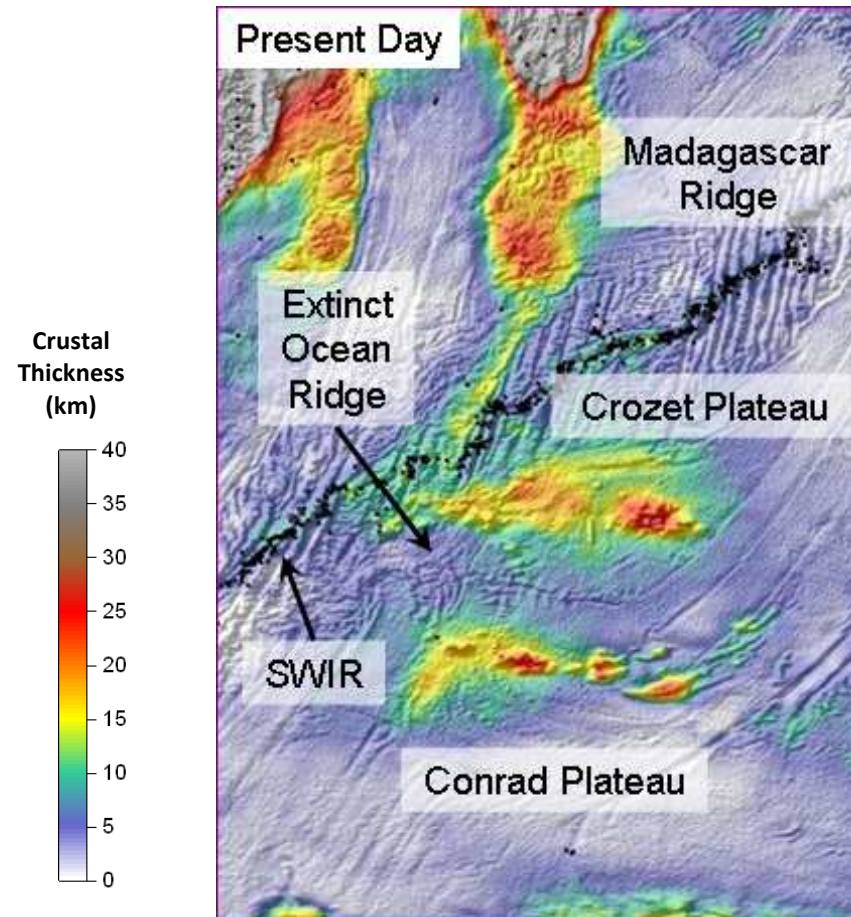 Present Day
Madagascar
Ridge
Extinct
Ocean
Ridge
Crustal
Thickness
(km)
Crozet Plateau
40
35
30
25
20
15
10
5
0
SWIR
Conrad Plateau